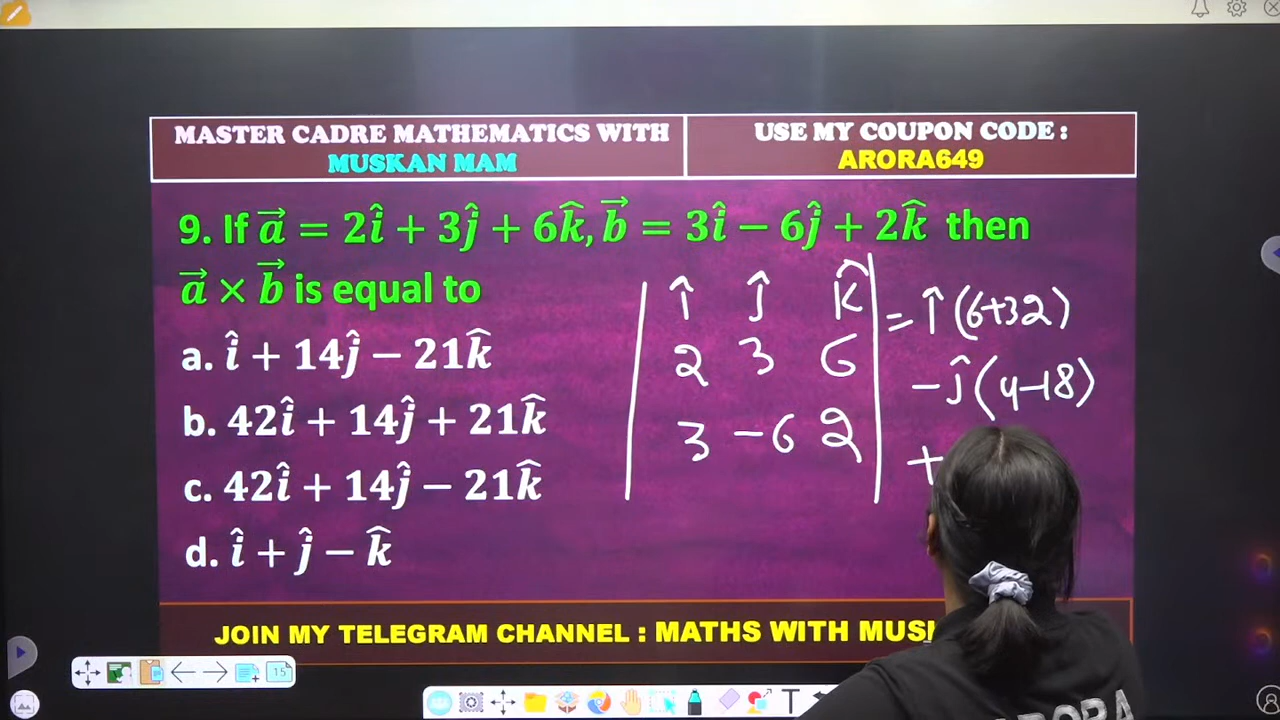 MASTER CADRE MATHEMATICS WITH
MUSKAN MAM
USE MY COUPON CODE :
ARORA649
9. If a⃗ = 2î + 3ĵ + 6k̂, b⃗ = 3î − 6ĵ + 2k̂ then
a⃗ × b⃗ is equal to
a. î + 14ĵ − 21k̂
b. 42î + 14ĵ + 21k̂
c. 42î + 14ĵ − 21k̂
d. î + ĵ − k̂
| î ĵ k̂ |
| 2 3 6 |
| 3 −6 2 |
= î (6+32)
− ĵ (4−18)
+
JOIN MY TELEGRAM CHANNEL : MATHS WITH
15
T
ARORA